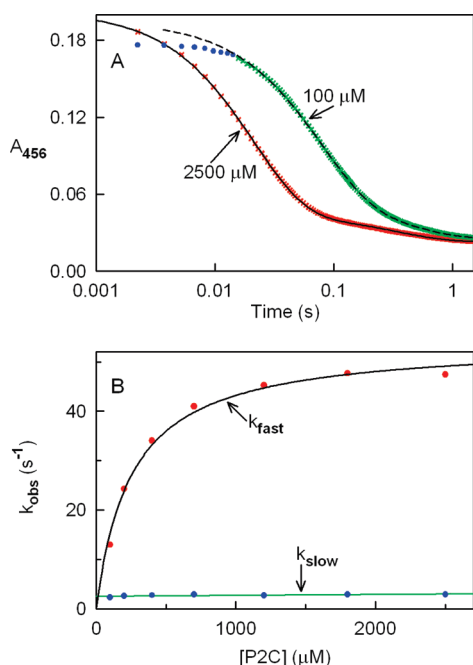 0.18
A
100 μM
0.12
A456
2500 μM
0.06
0.00
0.001 0.01 0.1 1
Time (s)
B
40
kfast
kobs (s-1)
20
kslow
0
0 1000 2000
[P2C] (μM)